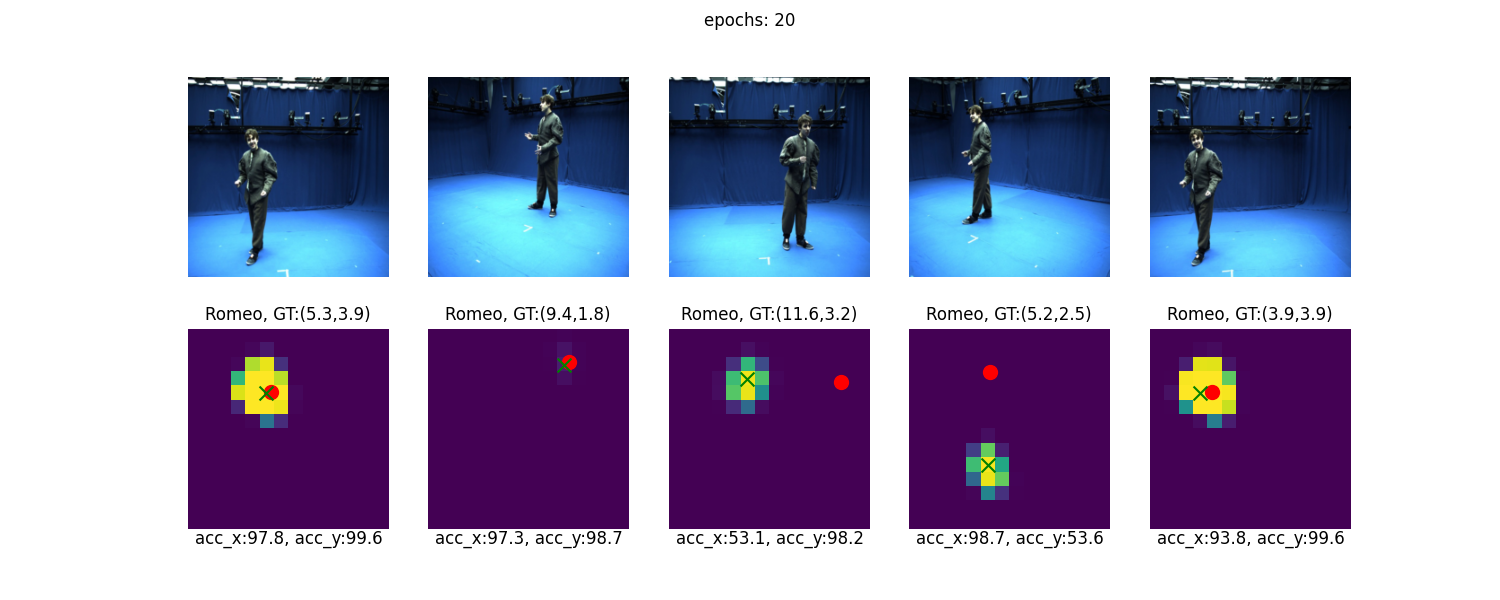 epochs: 20
Romeo, GT:(5.3,3.9)
Romeo, GT:(9.4,1.8)
Romeo, GT:(11.6,3.2)
Romeo, GT:(5.2,2.5)
Romeo, GT:(3.9,3.9)
acc_x:97.8, acc_y:99.6
acc_x:97.3, acc_y:98.7
acc_x:53.1, acc_y:98.2
acc_x:98.7, acc_y:53.6
acc_x:93.8, acc_y:99.6